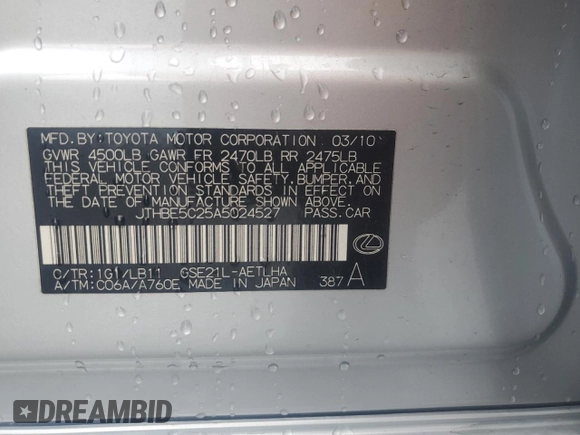 MFD. BY: TOYOTA MOTOR CORPORATION 03/10
GVWR 4500LB GAWR FR 2470LB RR 2475LB
THIS VEHICLE CONFORMS TO ALL APPLICABLE
FEDERAL MOTOR VEHICLE SAFETY, BUMPER, AND
THEFT PREVENTION STANDARDS IN EFFECT ON
THE DATE OF MANUFACTURE SHOWN ABOVE.
JTHBE5C25A5024527 PASS. CAR
C/TR: 1G1/LB11 GSE21L-AETLHA
A/TM: C06A/A760E MADE IN JAPAN 387 A
DREAMBID